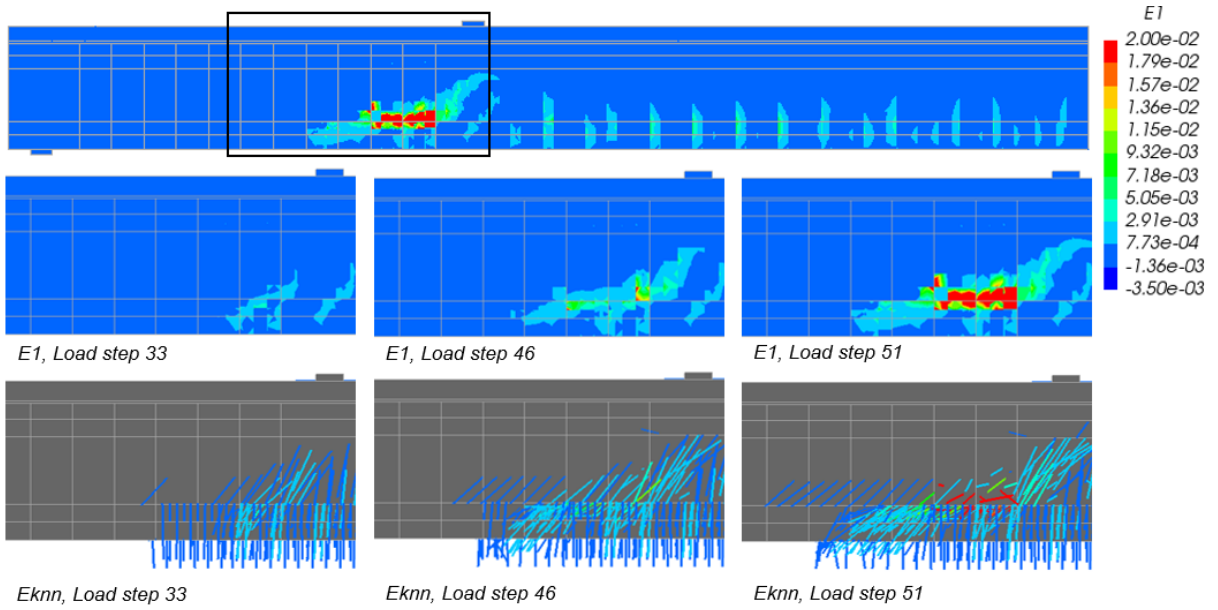 E1
2.00e-02
1.79e-02
1.57e-02
1.36e-02
1.15e-02
9.32e-03
7.18e-03
5.05e-03
2.91e-03
7.73e-04
-1.36e-03
-3.50e-03
E1, Load step 33
E1, Load step 46
E1, Load step 51
Eknn, Load step 33
Eknn, Load step 46
Eknn, Load step 51